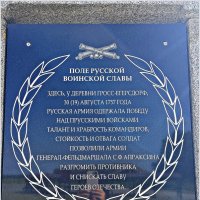 ПОЛЕ РУССКОЙ
ВОИНСКОЙ СЛАВЫ
ЗДЕСЬ, У ДЕРЕВНИ ГРОСС-ЕГЕРСДОРФ,
30 (19) АВГУСТА 1757 ГОДА
РУССКАЯ АРМИЯ ОДЕРЖАЛА ПОБЕДУ
НАД ПРУССКИМИ ВОЙСКАМИ
ТАЛАНТ И ХРАБРОСТЬ КОМАНДИРОВ,
СТОЙКОСТЬ И ОТВАГА СОЛДАТ
ПОЗВОЛИЛИ АРМИИ
ГЕНЕРАЛ-ФЕЛЬДМАРШАЛА С.Ф.АПРАКСИНА
РАЗГРОМИТЬ ПРОТИВНИКА
И СНИСКАТЬ СЛАВУ
ГЕРОЕВ ОТЕЧЕСТВА